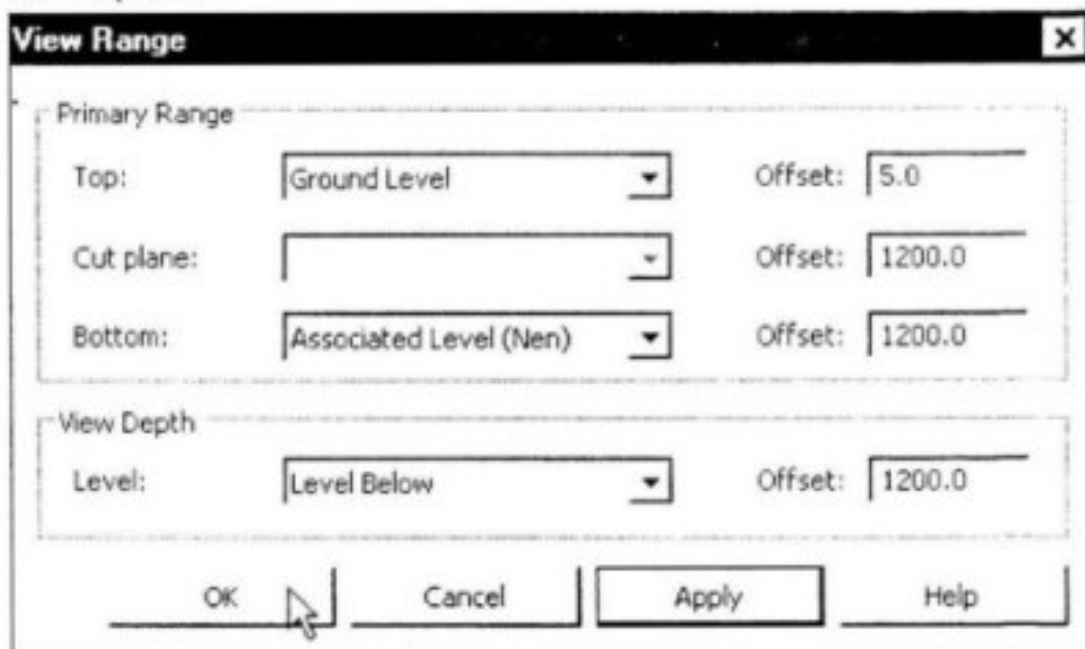 View Range
Primary Range
Top: Ground Level Offset: 5.0
Cut plane: Offset: 1200.0
Bottom: Associated Level (Nen) Offset: 1200.0
View Depth
Level: Level Below Offset: 1200.0
OK Cancel Apply Help